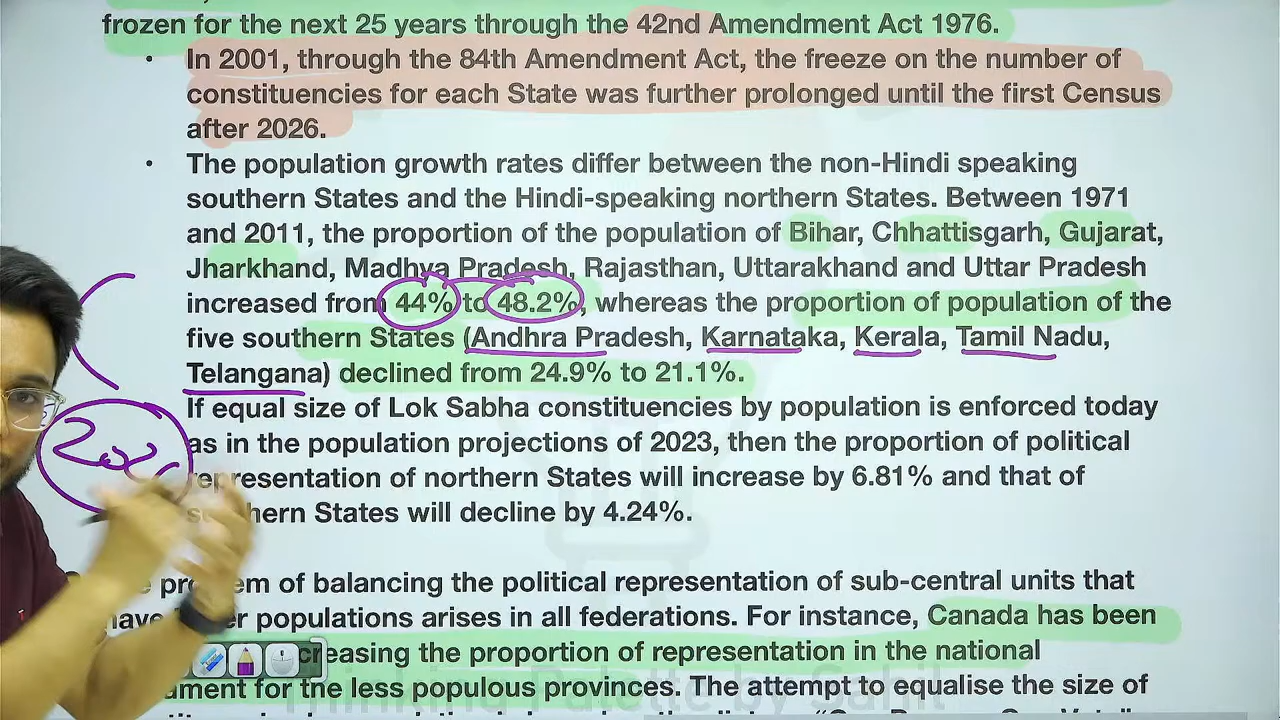 frozen for the next 25 years through the 42nd Amendment Act 1976.
• In 2001, through the 84th Amendment Act, the freeze on the number of
constituencies for each State was further prolonged until the first Census
after 2026.
• The population growth rates differ between the non-Hindi speaking
southern States and the Hindi-speaking northern States. Between 1971
and 2011, the proportion of the population of Bihar, Chhattisgarh, Gujarat,
Jharkhand, Madhya Pradesh, Rajasthan, Uttarakhand and Uttar Pradesh
increased from 44% to 48.2%, whereas the proportion of population of the
five southern States (Andhra Pradesh, Karnataka, Kerala, Tamil Nadu,
Telangana) declined from 24.9% to 21.1%.
If equal size of Lok Sabha constituencies by population is enforced today
as in the population projections of 2023, then the proportion of political
representation of northern States will increase by 6.81% and that of
southern States will decline by 4.24%.
problem of balancing the political representation of sub-central units that
populations arises in all federations. For instance, Canada has been
creasing the proportion of representation in the national
ament for the less populous provinces. The attempt to equalise the size of
Thinking Palette by Sahil